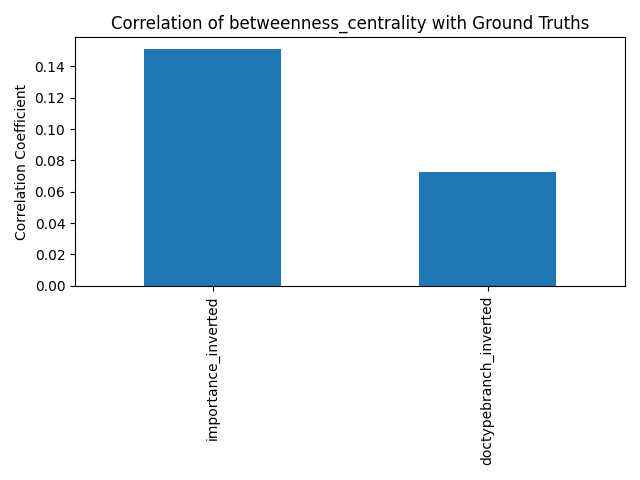 Correlation of betweenness_centrality with Ground Truths
Correlation Coefficient
0.14
0.12
0.10
0.08
0.06
0.04
0.02
0.00
importance_inverted
doctypebranch_inverted